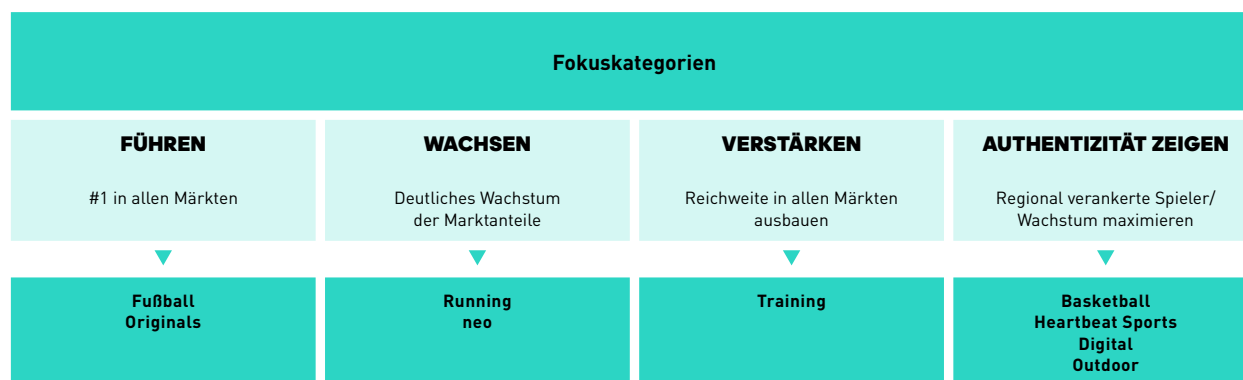 Fokuskategorien
FÜHREN
#1 in allen Märkten
Fußball
Originals
WACHSEN
Deutliches Wachstum
der Marktanteile
Running
neo
VERSTÄRKEN
Reichweite in allen Märkten
ausbauen
Training
AUTHENTIZITÄT ZEIGEN
Regional verankerte Spieler/
Wachstum maximieren
Basketball
Heartbeat Sports
Digital
Outdoor